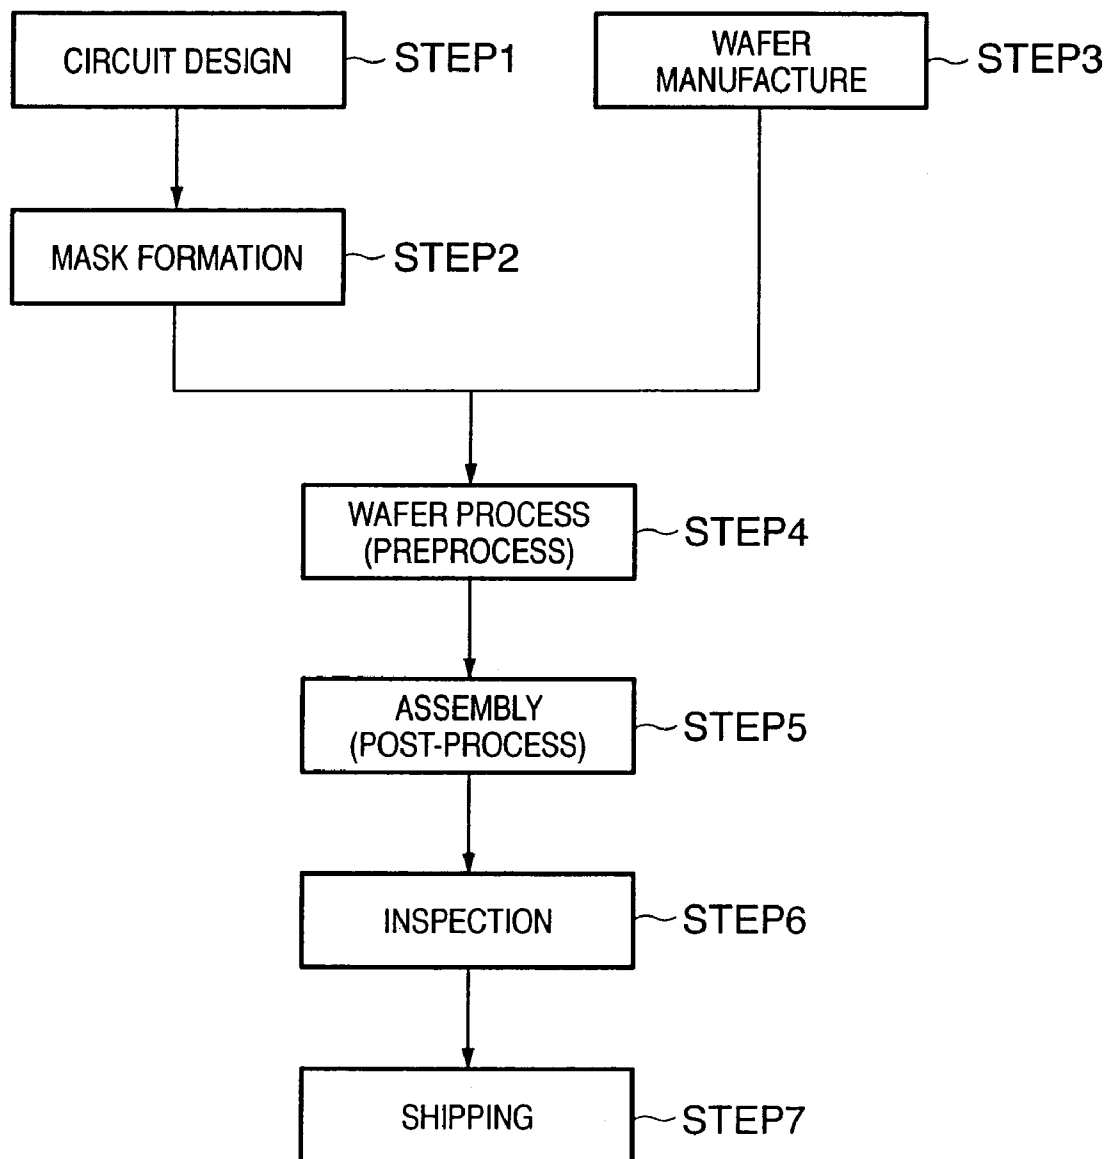 CIRCUIT DESIGN
STEP1
WAFER
MANUFACTURE
STEP3
MASK FORMATION
STEP2
WAFER PROCESS
(PREPROCESS)
STEP4
ASSEMBLY
(POST-PROCESS)
STEP5
INSPECTION
STEP6
SHIPPING
STEP7